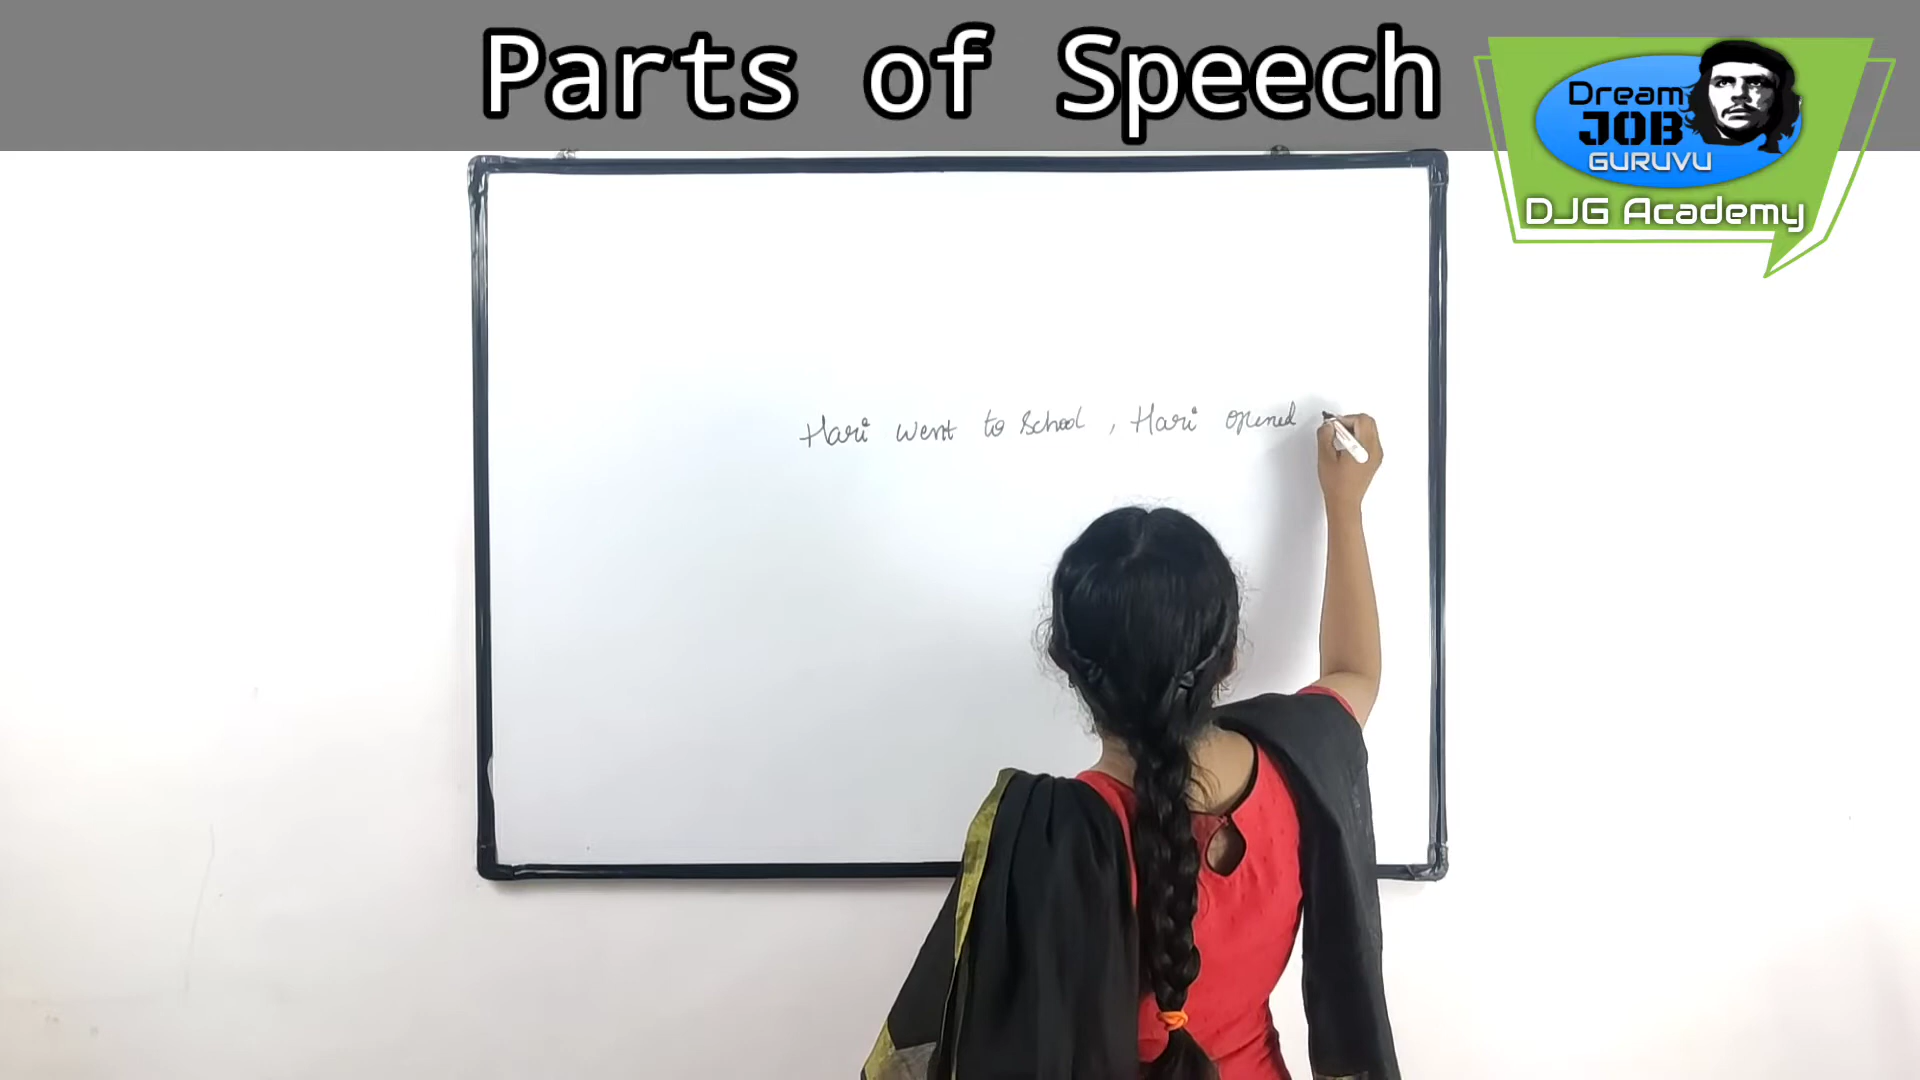 Parts of Speech
Dream
JOB
GURUVU
DJG Academy
Hari went to School, Hari opened